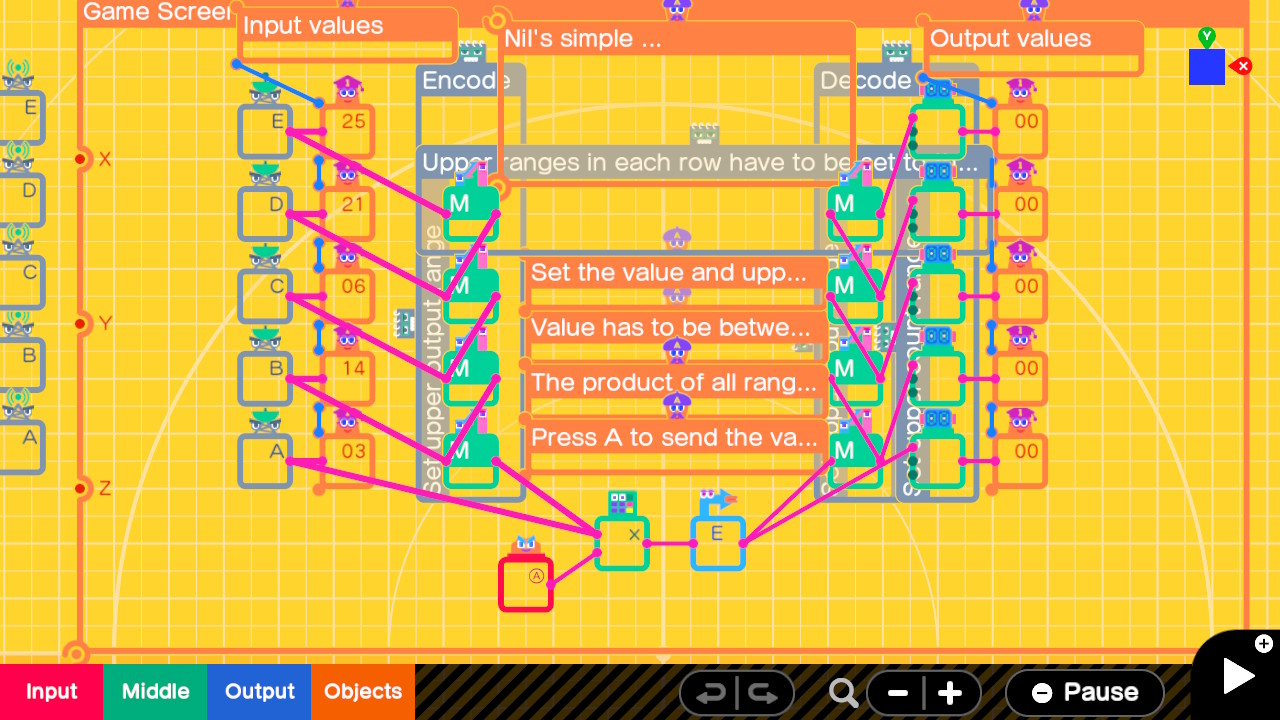 Game Screen
Input values
Nil's simple ...
Output values
Encode
Decode
E
E
25
00
X
Upper ranges in each row have to be set to
D
D
21
M
M
00
C
C
06
Set the value and upp...
M
M
00
Y
Value has to be betwe...
B
B
14
The product of all rang...
M
M
00
A
A
03
Press A to send the va...
M
M
00
Z
Set upper output range
x
E
A
Y
X
Input
Middle
Output
Objects
Pause